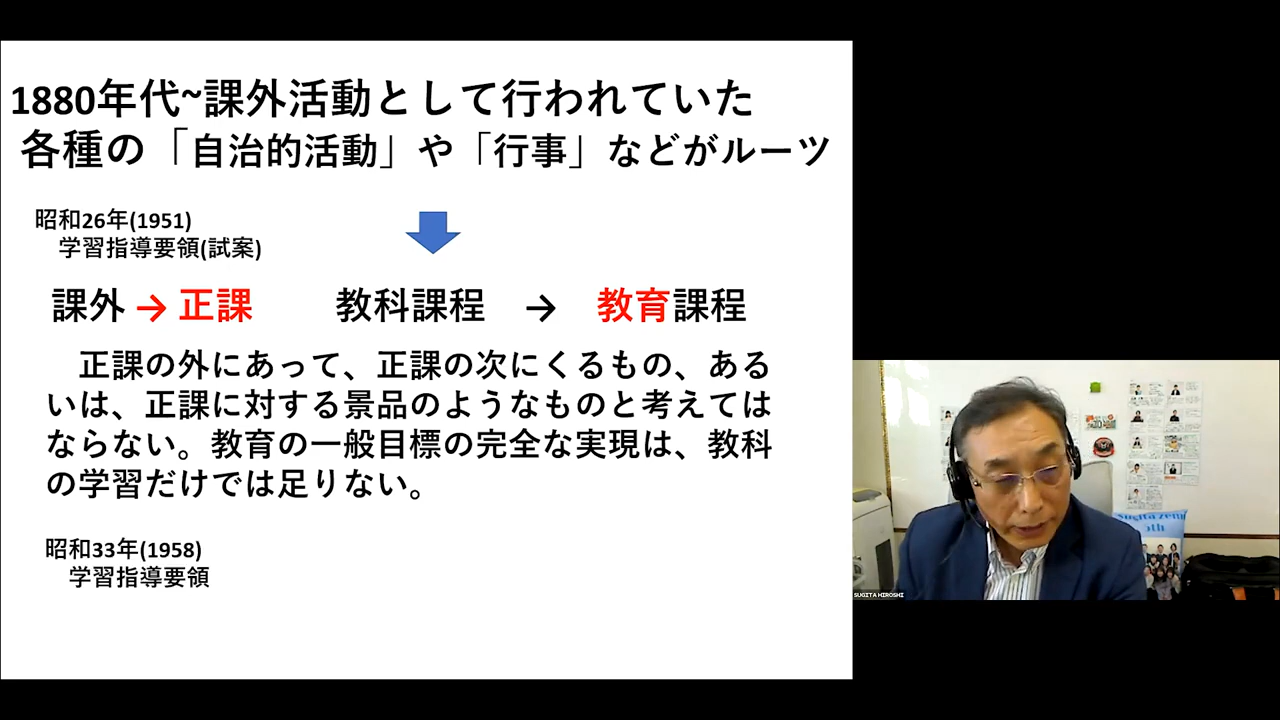 1880年代~課外活動として行われていた
各種の「自治的活動」や「行事」などがルーツ
昭和26年(1951)
学習指導要領(試案)
課外 → 正課　　教科課程　→　教育課程
正課の外にあって、正課の次にくるもの、ある
いは、正課に対する景品のようなものと考えては
ならない。教育の一般目標の完全な実現は、教科
の学習だけでは足りない。
昭和33年(1958)
学習指導要領
Sugita zemi
SUGITA HIROSHI